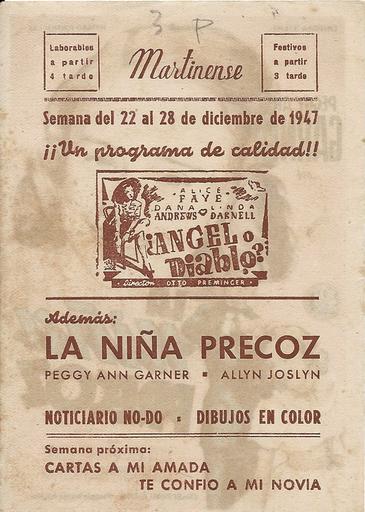 3 P
Laborables
a partir
4 tarde
Martinense
Festivos
a partir
3 tarde
Semana del 22 al 28 de diciembre de 1947
¡¡Un programa de calidad!!
ALICE
FAYE
DANA LINDA
ANDREWS DARNELL
¿ANGEL o
Diablo?
Director OTTO PREMINGER
Además:
LA NIÑA PRECOZ
PEGGY ANN GARNER ▪ ALLYN JOSLYN
NOTICIARIO NO-DO ▪ DIBUJOS EN COLOR
Semana próxima:
CARTAS A MI AMADA
TE CONFIO A MI NOVIA